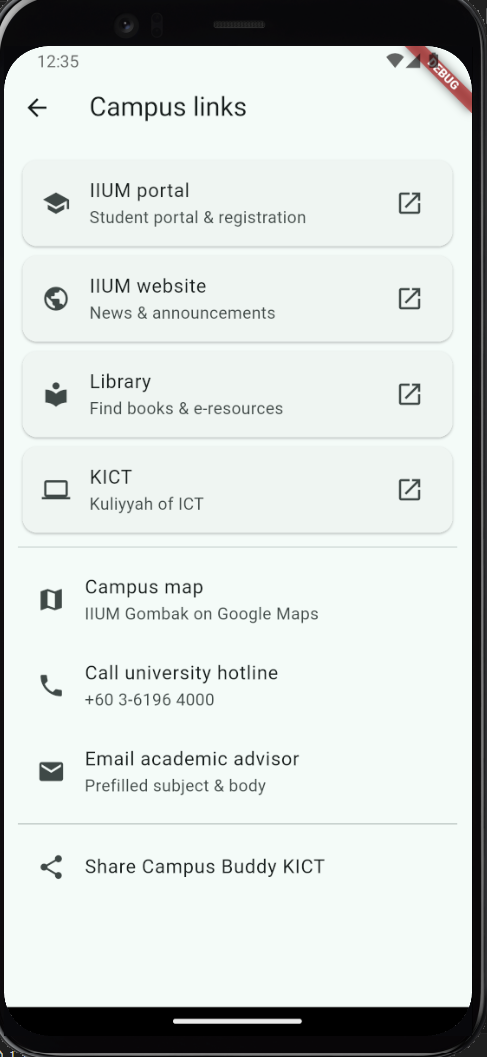 12:35
DEBUG
Campus links
IIUM portal
Student portal & registration
IIUM website
News & announcements
Library
Find books & e-resources
KICT
Kuliyyah of ICT
Campus map
IIUM Gombak on Google Maps
Call university hotline
+60 3-6196 4000
Email academic advisor
Prefilled subject & body
Share Campus Buddy KICT